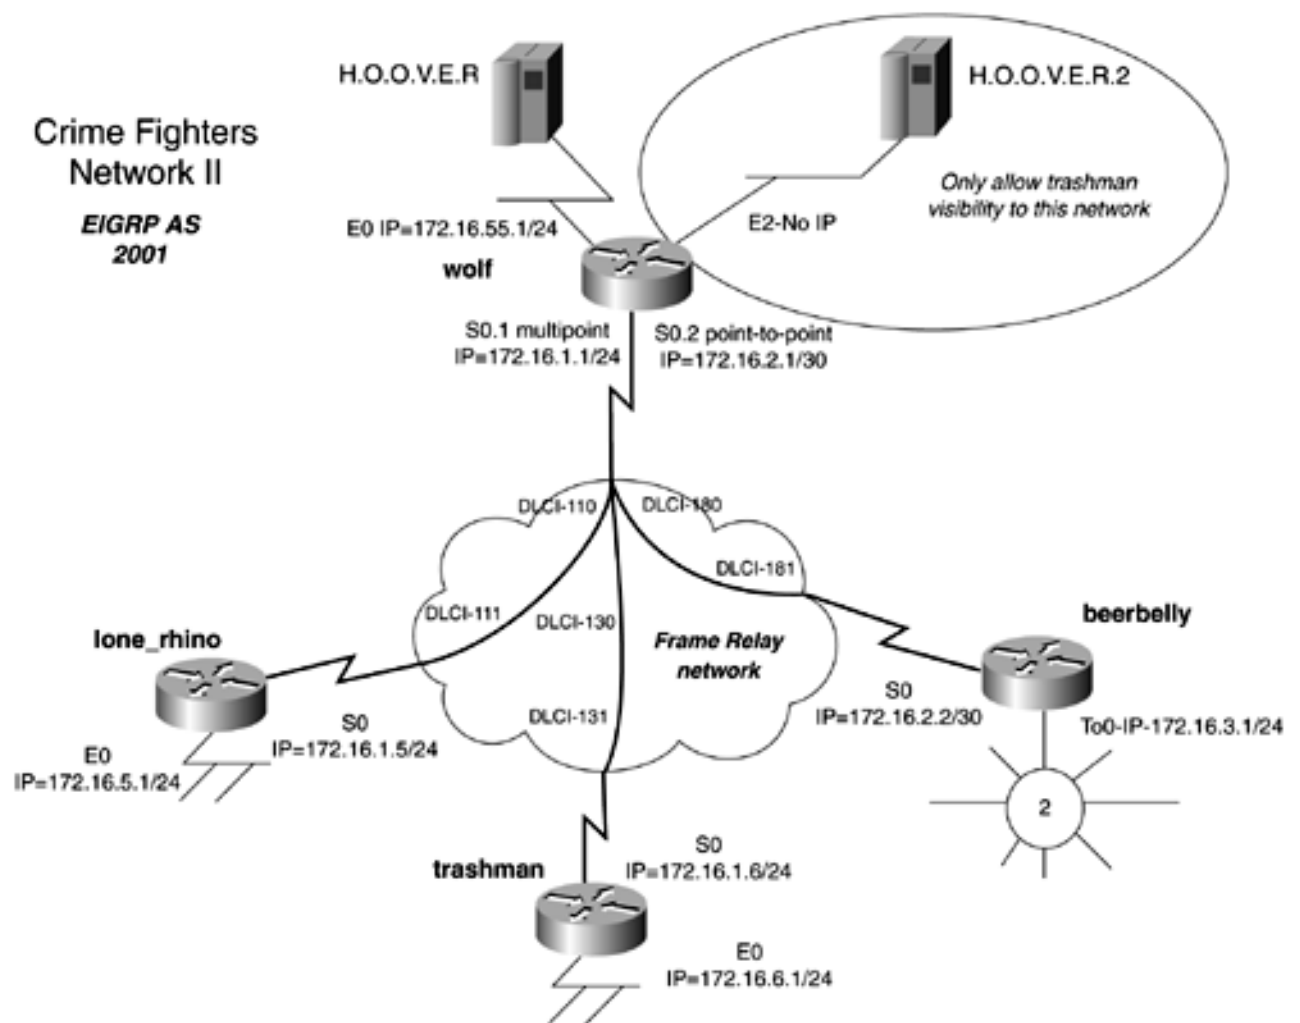 H.O.O.V.E.R
H.O.O.V.E.R.2
Crime Fighters
Network II
EIGRP AS
2001
Only allow trashman
visibility to this network
E0 IP=172.16.55.1/24
E2-No IP
wolf
S0.1 multipoint
IP=172.16.1.1/24
S0.2 point-to-point
IP=172.16.2.1/30
DLCI-110
DLCI-180
DLCI-181
DLCI-111
DLCI-130
Frame Relay
network
DLCI-131
lone_rhino
S0
IP=172.16.1.5/24
E0
IP=172.16.5.1/24
beerbelly
S0
IP=172.16.2.2/30
To0-IP-172.16.3.1/24
2
trashman
S0
IP=172.16.1.6/24
E0
IP=172.16.6.1/24